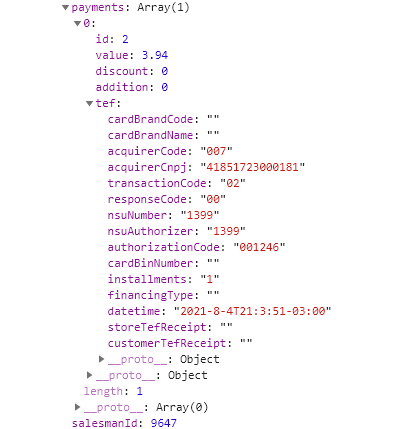 payments: Array(1)
0:
id: 2
value: 3.94
discount: 0
addition: 0
tef:
cardBrandCode: ""
cardBrandName: ""
acquirerCode: "007"
acquirerCnpj: "41851723000181"
transactionCode: "02"
responseCode: "00"
nsuNumber: "1399"
nsuAuthorizer: "1399"
authorizationCode: "001246"
cardBinNumber: ""
installments: "1"
financingType: ""
datetime: "2021-8-4T21:3:51-03:00"
storeTefReceipt: ""
customerTefReceipt: ""
__proto__: Object
__proto__: Object
length: 1
__proto__: Array(0)
salesmanId: 9647